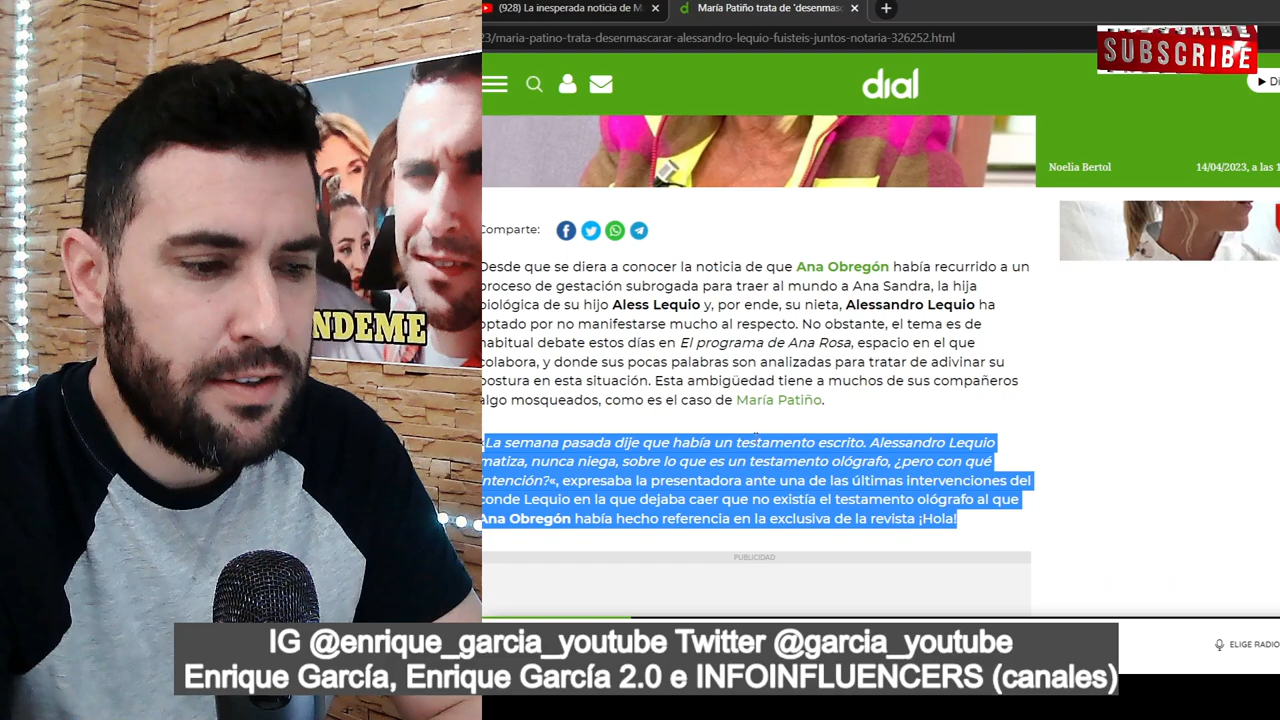 (928) La inesperada noticia de M
María Patiño trata de 'desenmasc
23/maria-patino-trata-desenmascarar-alessandro-lequio-fuisteis-juntos-notaria-326252.html
SUBSCRIBE
dial
Di
Noelia Bertol
14/04/2023, a las 1
NDEME
Comparte:
Desde que se diera a conocer la noticia de que Ana Obregón había recurrido a un
proceso de gestación subrogada para traer al mundo a Ana Sandra, la hija
biológica de su hijo Aless Lequio y, por ende, su nieta, Alessandro Lequio ha
optado por no manifestarse mucho al respecto. No obstante, el tema es de
habitual debate estos días en El programa de Ana Rosa, espacio en el que
colabora, y donde sus pocas palabras son analizadas para tratar de adivinar su
postura en esta situación. Esta ambigüedad tiene a muchos de sus compañeros
algo mosqueados, como es el caso de María Patiño.
La semana pasada dije que había un testamento escrito. Alessandro Lequio
matiza, nunca niega, sobre lo que es un testamento ológrafo, ¿pero con qué
intención?«, expresaba la presentadora ante una de las últimas intervenciones del
conde Lequio en la que dejaba caer que no existía el testamento ológrafo al que
Ana Obregón había hecho referencia en la exclusiva de la revista ¡Hola!
PUBLICIDAD
ELIGE RADIO
IG @enrique_garcia_youtube Twitter @garcia_youtube
Enrique García, Enrique García 2.0 e INFOINFLUENCERS (canales)